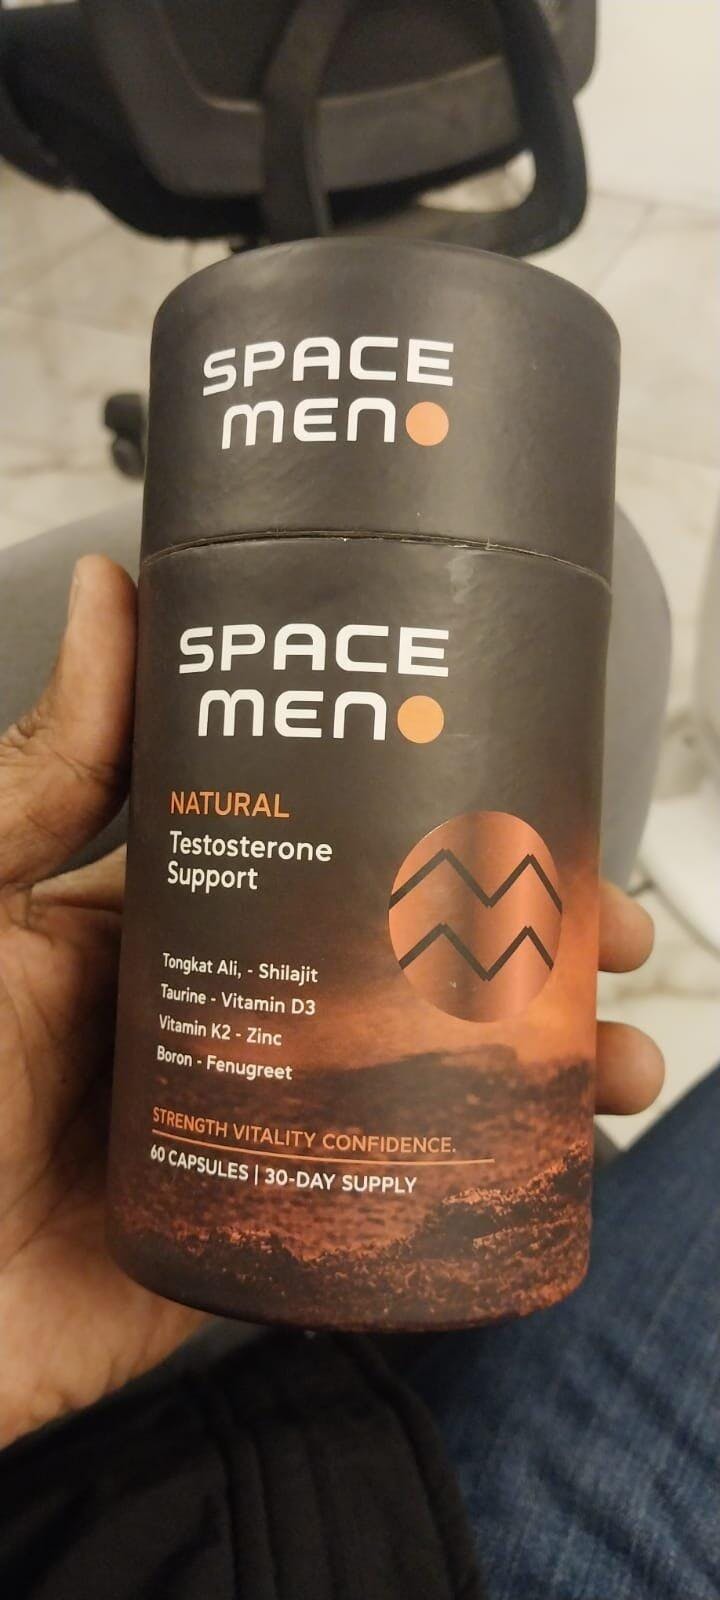 SPACE
MEN
SPACE
MEN
NATURAL
Testosterone
Support
Tongkat Ali, - Shilajit
Taurine - Vitamin D3
Vitamin K2 - Zinc
Boron - Fenugreet
STRENGTH VITALITY CONFIDENCE.
60 CAPSULES | 30-DAY SUPPLY